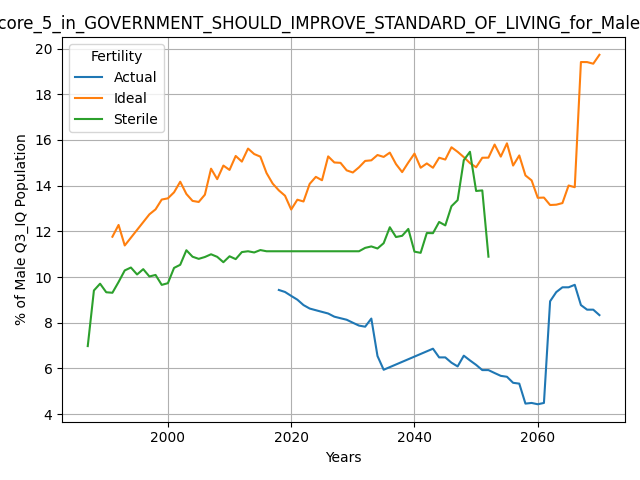 core_5_in_GOVERNMENT_SHOULD_IMPROVE_STANDARD_OF_LIVING_for_Male
Fertility
Actual
Ideal
Sterile
% of Male Q3_IQ Population
20
18
16
14
12
10
8
6
4
2000 2020 2040 2060
Years